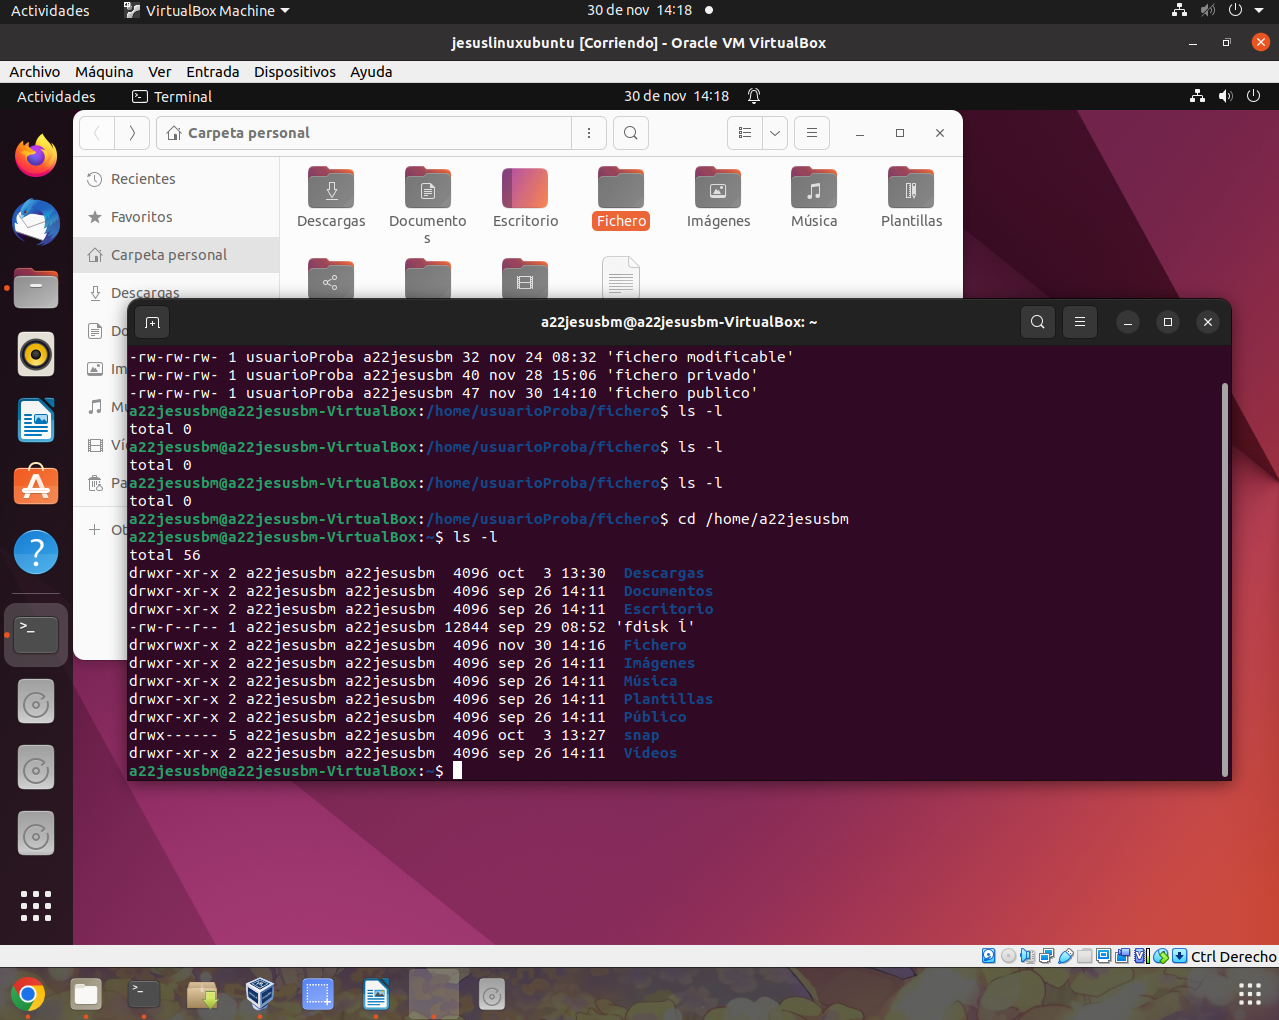 Actividades
VirtualBox Machine
30 de nov 14:18
jesuslinuxubuntu [Corriendo] - Oracle VM VirtualBox
Archivo Máquina Ver Entrada Dispositivos Ayuda
Actividades
Terminal
30 de nov 14:18
Carpeta personal
Recientes
Favoritos
Carpeta personal
Descargas
Do
Im
Mú
Ví
Pa
Ot
Descargas
Documento
s
Escritorio
Fichero
Imágenes
Música
Plantillas
a22jesusbm@a22jesusbm-VirtualBox: ~
-rw-rw-rw- 1 usuarioProba a22jesusbm 32 nov 24 08:32 'fichero modificable'
-rw-rw-rw- 1 usuarioProba a22jesusbm 40 nov 28 15:06 'fichero privado'
-rw-rw-rw- 1 usuarioProba a22jesusbm 47 nov 30 14:10 'fichero publico'
a22jesusbm@a22jesusbm-VirtualBox:/home/usuarioProba/fichero$ ls -l
total 0
a22jesusbm@a22jesusbm-VirtualBox:/home/usuarioProba/fichero$ ls -l
total 0
a22jesusbm@a22jesusbm-VirtualBox:/home/usuarioProba/fichero$ ls -l
total 0
a22jesusbm@a22jesusbm-VirtualBox:/home/usuarioProba/fichero$ cd /home/a22jesusbm
a22jesusbm@a22jesusbm-VirtualBox:~$ ls -l
total 56
drwxr-xr-x 2 a22jesusbm a22jesusbm  4096 oct  3 13:30  Descargas
drwxr-xr-x 2 a22jesusbm a22jesusbm  4096 sep 26 14:11  Documentos
drwxr-xr-x 2 a22jesusbm a22jesusbm  4096 sep 26 14:11  Escritorio
-rw-r--r-- 1 a22jesusbm a22jesusbm 12844 sep 29 08:52 'fdisk ĺ'
drwxrwxr-x 2 a22jesusbm a22jesusbm  4096 nov 30 14:16  Fichero
drwxr-xr-x 2 a22jesusbm a22jesusbm  4096 sep 26 14:11  Imágenes
drwxr-xr-x 2 a22jesusbm a22jesusbm  4096 sep 26 14:11  Música
drwxr-xr-x 2 a22jesusbm a22jesusbm  4096 sep 26 14:11  Plantillas
drwxr-xr-x 2 a22jesusbm a22jesusbm  4096 sep 26 14:11  Público
drwx------ 5 a22jesusbm a22jesusbm  4096 oct  3 13:27  snap
drwxr-xr-x 2 a22jesusbm a22jesusbm  4096 sep 26 14:11  Vídeos
a22jesusbm@a22jesusbm-VirtualBox:~$
Ctrl Derecho